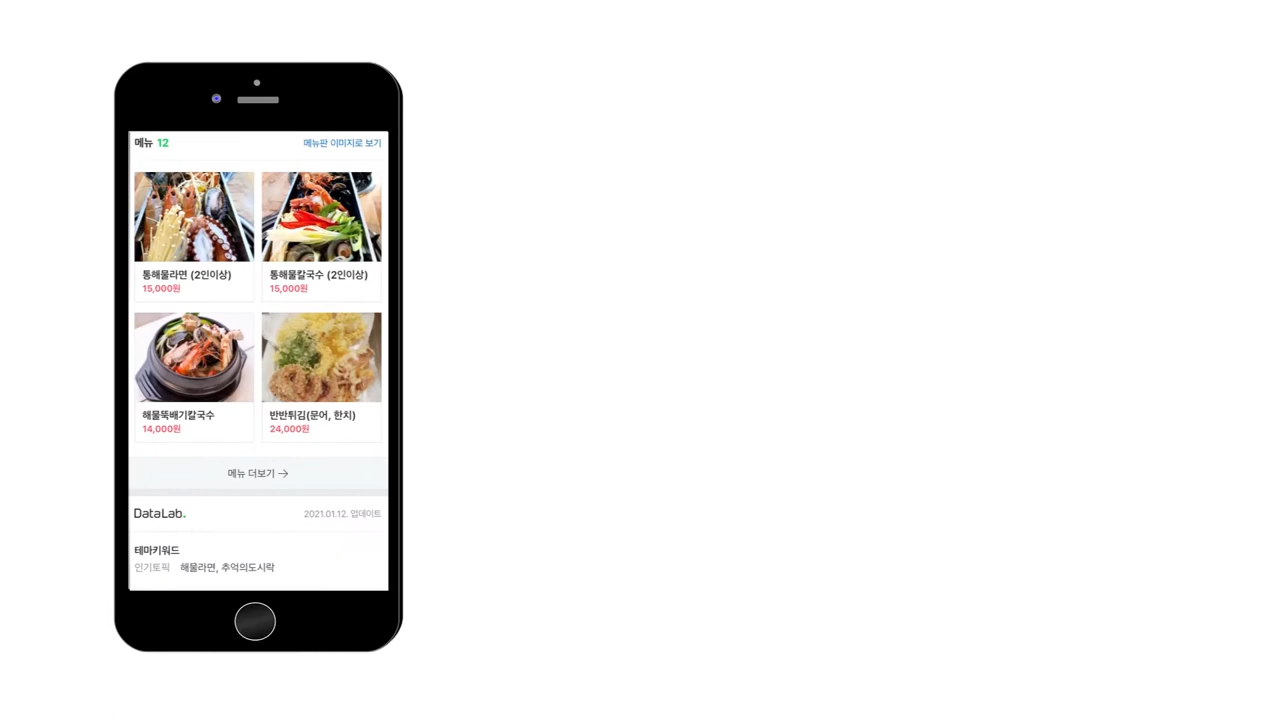 메뉴 12 메뉴판 이미지로 보기
통해물라면 (2인이상) 통해물칼국수 (2인이상)
15,000원 15,000원
해물뚝배기칼국수 반반튀김(문어, 한치)
14,000원 24,000원
메뉴 더보기
DataLab. 2021.01.12. 업데이트
테마키워드
인기토픽 해물라면, 추억의도시락